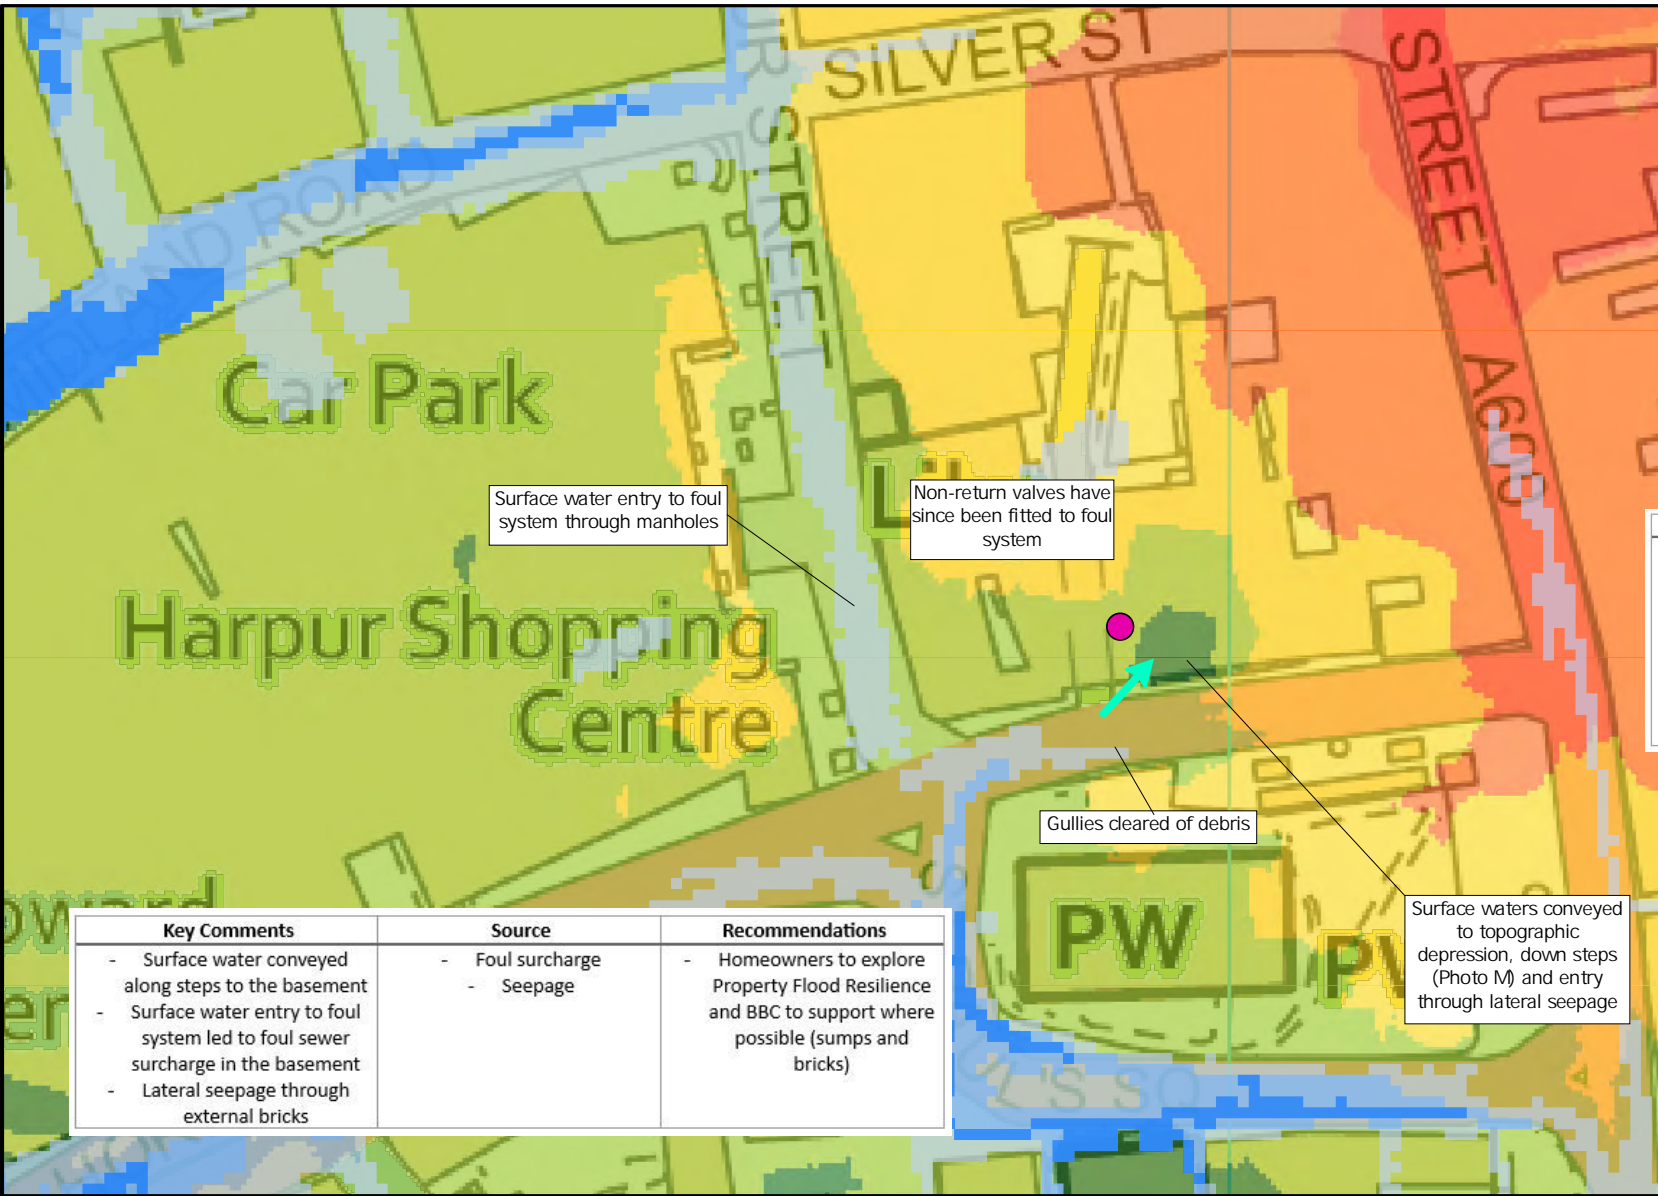 SILVER ST
STREET
STREET
MIDLAND ROAD
A600
Car Park
Surface water entry to foul
system through manholes
Non-return valves have
since been fitted to foul
system
Harpur Shopping
Centre
Gullies cleared of debris
PW
Surface waters conveyed
to topographic
depression, down steps
(Photo M) and entry
through lateral seepage
Key Comments
- Surface water conveyed
along steps to the basement
- Surface water entry to foul
system led to foul sewer
surcharge in the basement
- Lateral seepage through
external bricks
Source
- Foul surcharge
- Seepage
Recommendations
- Homeowners to explore
Property Flood Resilience
and BBC to support where
possible (sumps and
bricks)